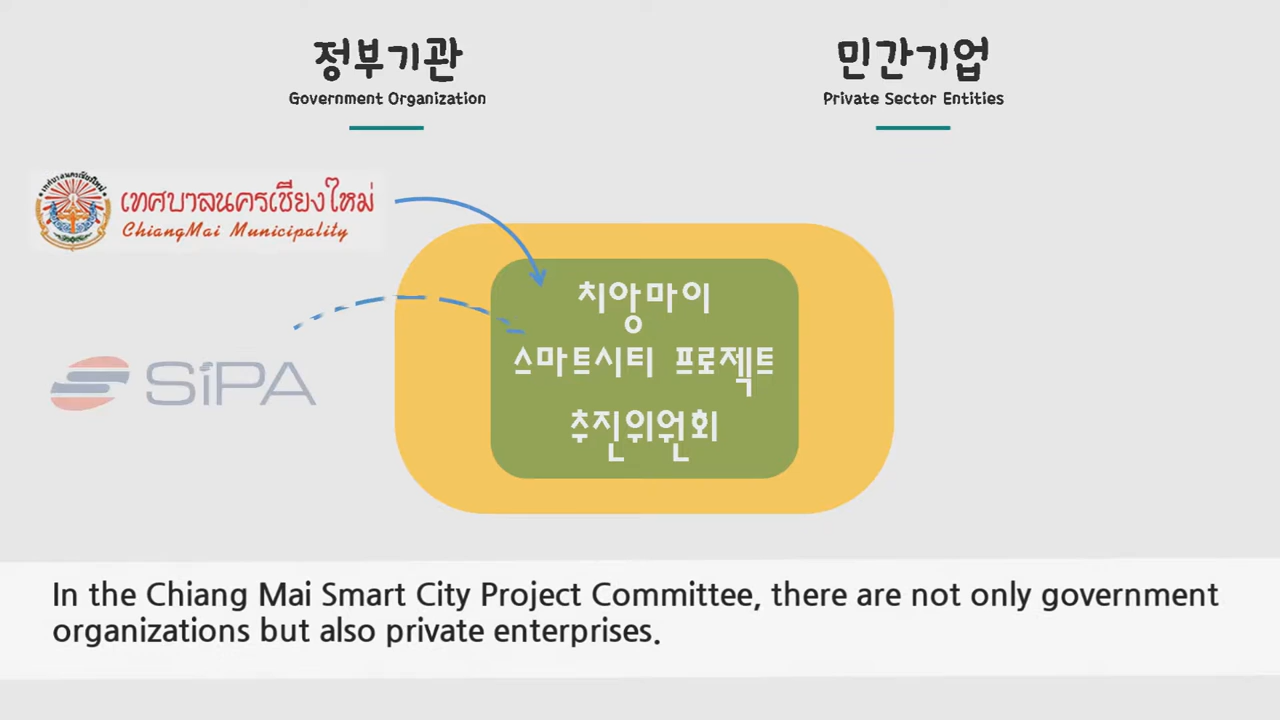 정부기관
Government Organization
민간기업
Private Sector Entities
เทศบาลนครเชียงใหม่
ChiangMai Municipality
SiPA
치앙마이
스마트시티 프로젝트
추진위원회
In the Chiang Mai Smart City Project Committee, there are not only government
organizations but also private enterprises.